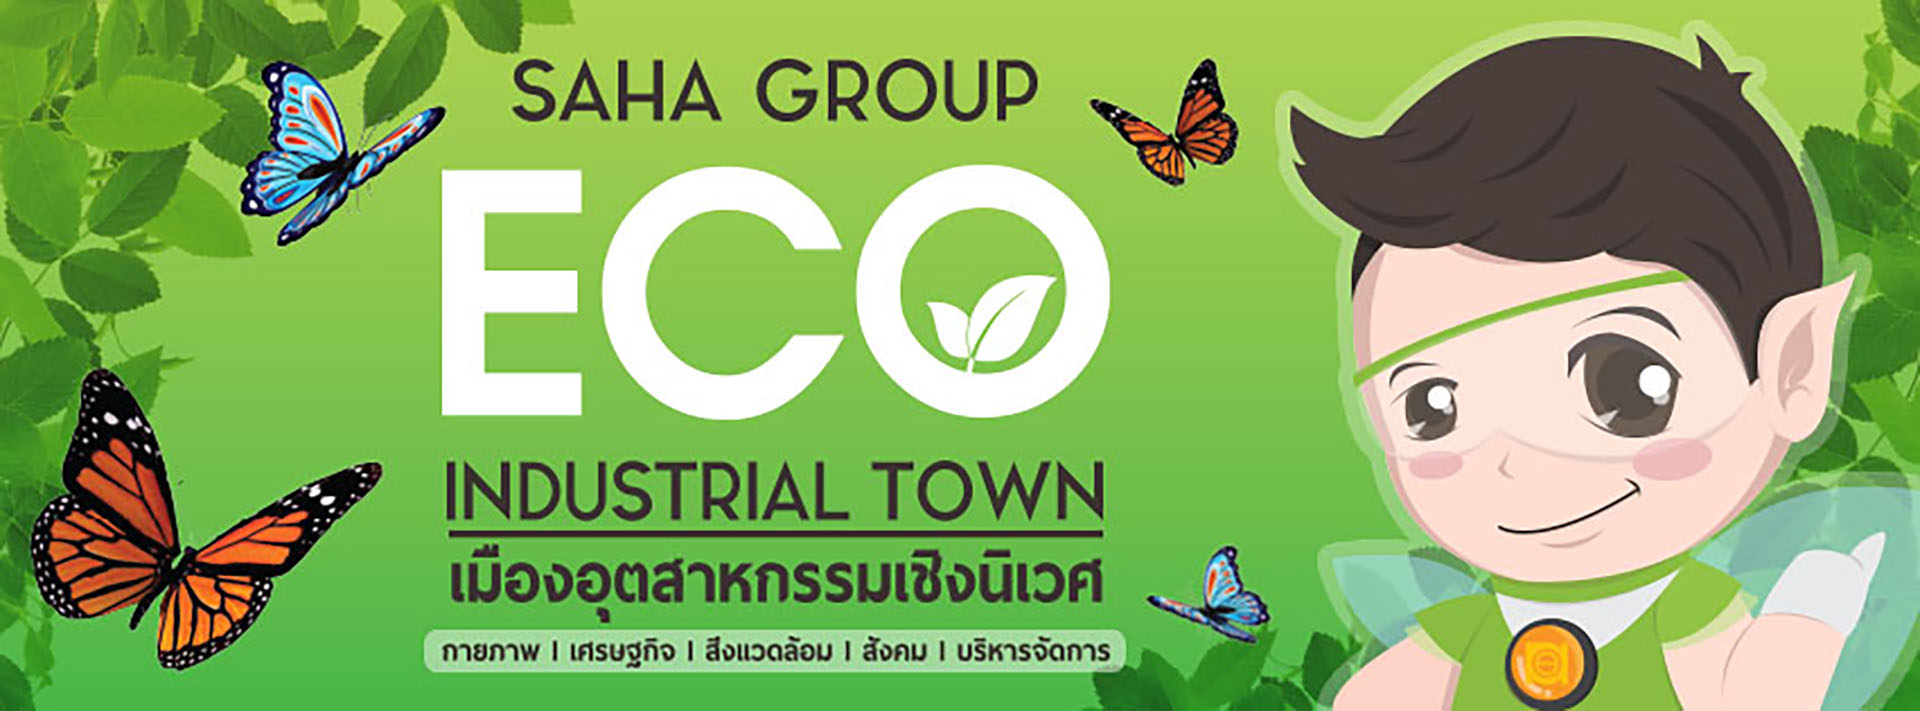 SAHA GROUP
ECO
INDUSTRIAL TOWN
เมืองอุตสาหกรรมเชิงนิเวศ
กายภาพ | เศรษฐกิจ | สิ่งแวดล้อม | สังคม | บริหารจัดการ